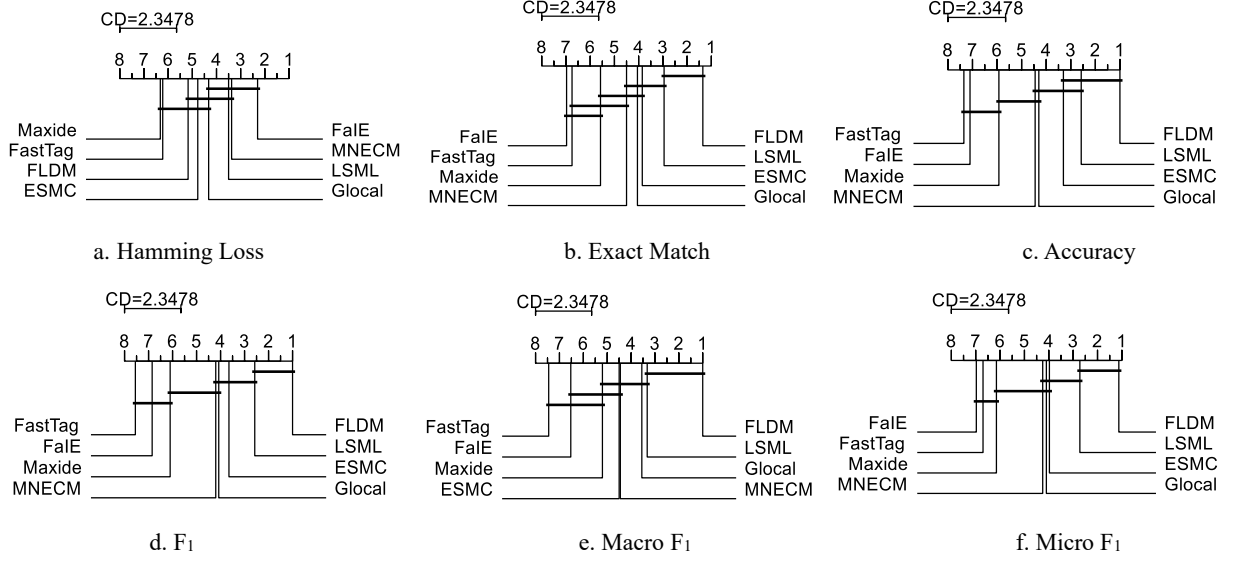 CD=2.3478
8 7 6 5 4 3 2 1
Maxide FaIE
FastTag MNECM
FLDM LSML
ESMC Glocal
a. Hamming Loss
CD=2.3478
8 7 6 5 4 3 2 1
FaIE FLDM
FastTag LSML
Maxide ESMC
MNECM Glocal
b. Exact Match
CD=2.3478
8 7 6 5 4 3 2 1
FastTag FLDM
FaIE LSML
Maxide ESMC
MNECM Glocal
c. Accuracy
CD=2.3478
8 7 6 5 4 3 2 1
FastTag FLDM
FaIE LSML
Maxide ESMC
MNECM Glocal
d. F₁
CD=2.3478
8 7 6 5 4 3 2 1
FastTag FLDM
FaIE LSML
Maxide Glocal
ESMC MNECM
e. Macro F₁
CD=2.3478
8 7 6 5 4 3 2 1
FaIE FLDM
FastTag LSML
Maxide ESMC
MNECM Glocal
f. Micro F₁